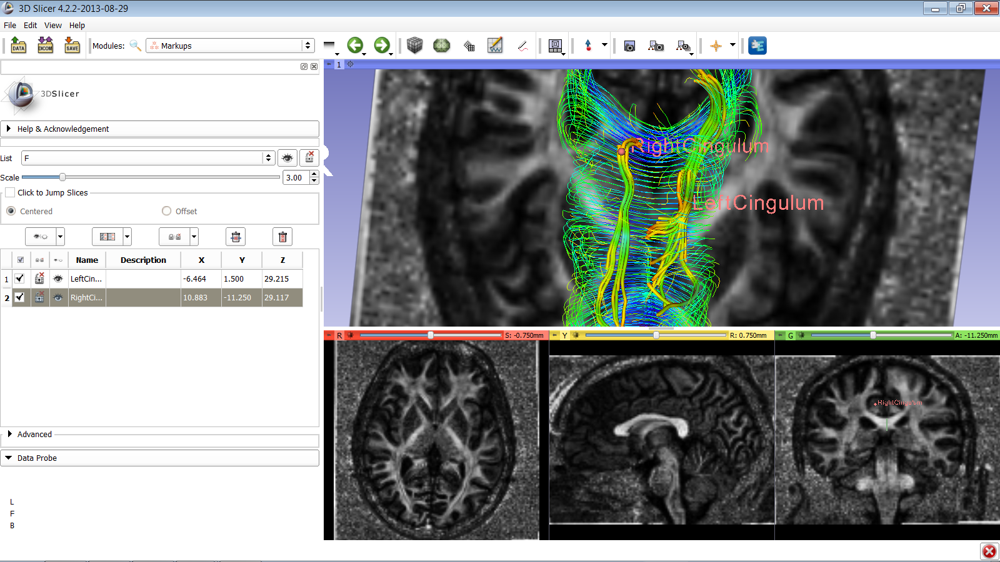 3D Slicer 4.2.2-2013-08-29
File Edit View Help
DATA DICOM SAVE Modules: Markups
1
3DSlicer
Help & Acknowledgement
List F
Scale 3.00
Click to Jump Slices
Centered Offset
Name Description X Y Z
1 LeftCin... -6.464 1.500 29.215
2 RightCi... 10.883 -11.250 29.117
Advanced
Data Probe
L
F
B
R
RightCingulum
LeftCingulum
R S: -0.750mm
Y R: 0.750mm
G A: -11.250mm
RightCingulum